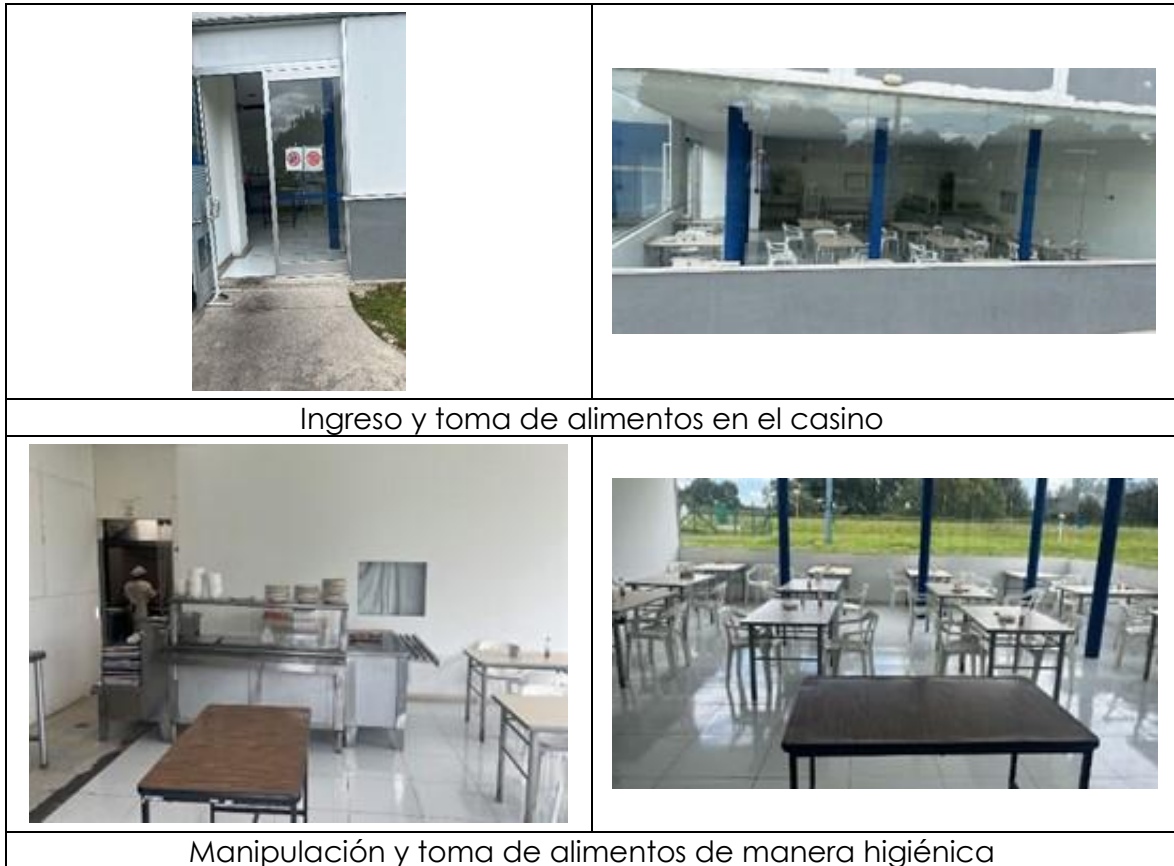 Ingreso y toma de alimentos en el casino
Manipulación y toma de alimentos de manera higiénica